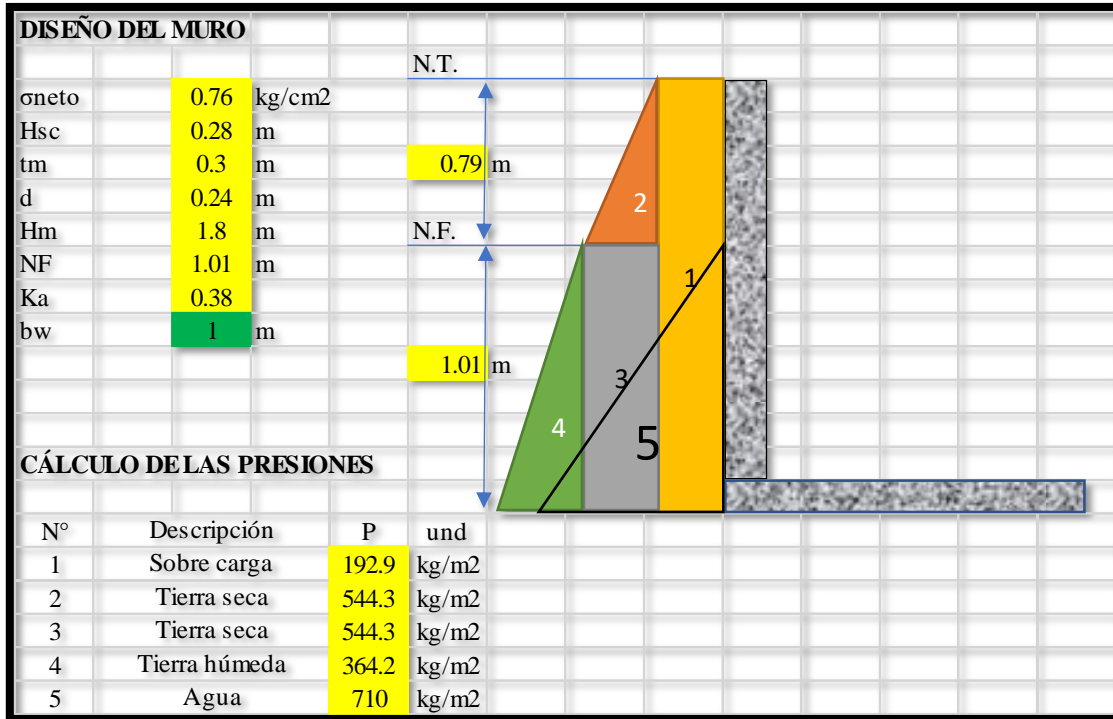 DISEÑO DEL MURO
N.T.
σneto 0.76 kg/cm2
Hsc 0.28 m
tm 0.3 m 0.79 m
d 0.24 m 2
Hm 1.8 m N.F.
NF 1.01 m
Ka 0.38 1
bw 1 m
1.01 m
3
4 5
CÁLCULO DE LAS PRESIONES
N° Descripción P und
1 Sobre carga 192.9 kg/m2
2 Tierra seca 544.3 kg/m2
3 Tierra seca 544.3 kg/m2
4 Tierra húmeda 364.2 kg/m2
5 Agua 710 kg/m2